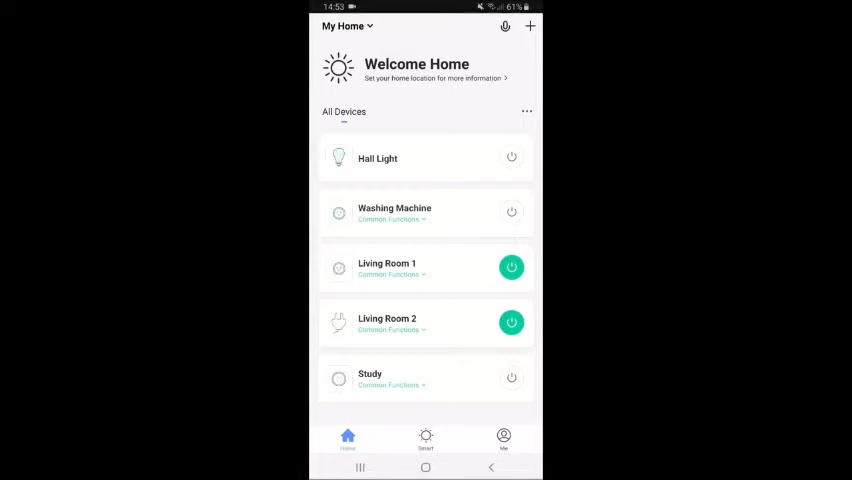 14:53 61%
My Home
Welcome Home
Set your home location for more information
All Devices
Hall Light
Washing Machine
Common Functions
Living Room 1
Common Functions
Living Room 2
Common Functions
Study
Common Functions
Home Smart Me